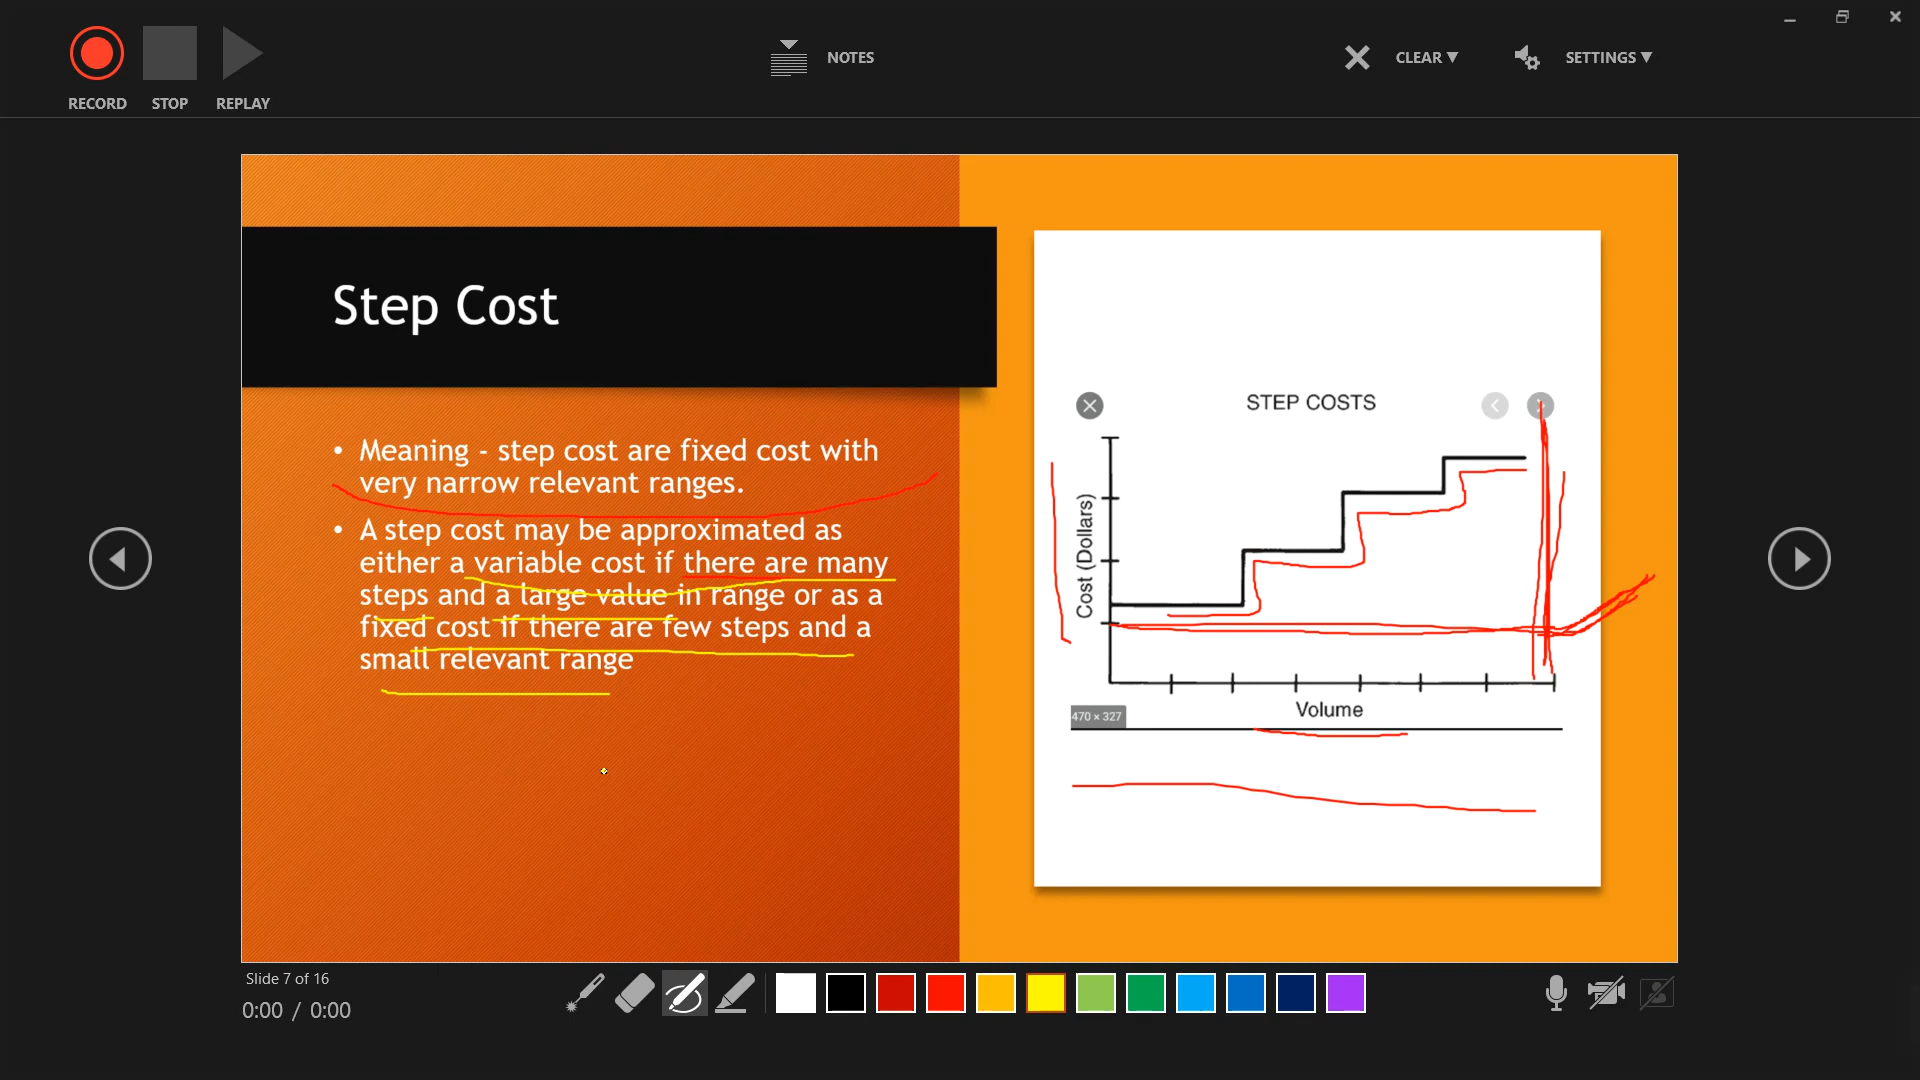 RECORD
STOP
REPLAY
NOTES
CLEAR
SETTINGS
Step Cost
• Meaning - step cost are fixed cost with
very narrow relevant ranges.
• A step cost may be approximated as
either a variable cost if there are many
steps and a large value in range or as a
fixed cost if there are few steps and a
small relevant range
STEP COSTS
Cost (Dollars)
Volume
470 × 327
Slide 7 of 16
0:00 / 0:00